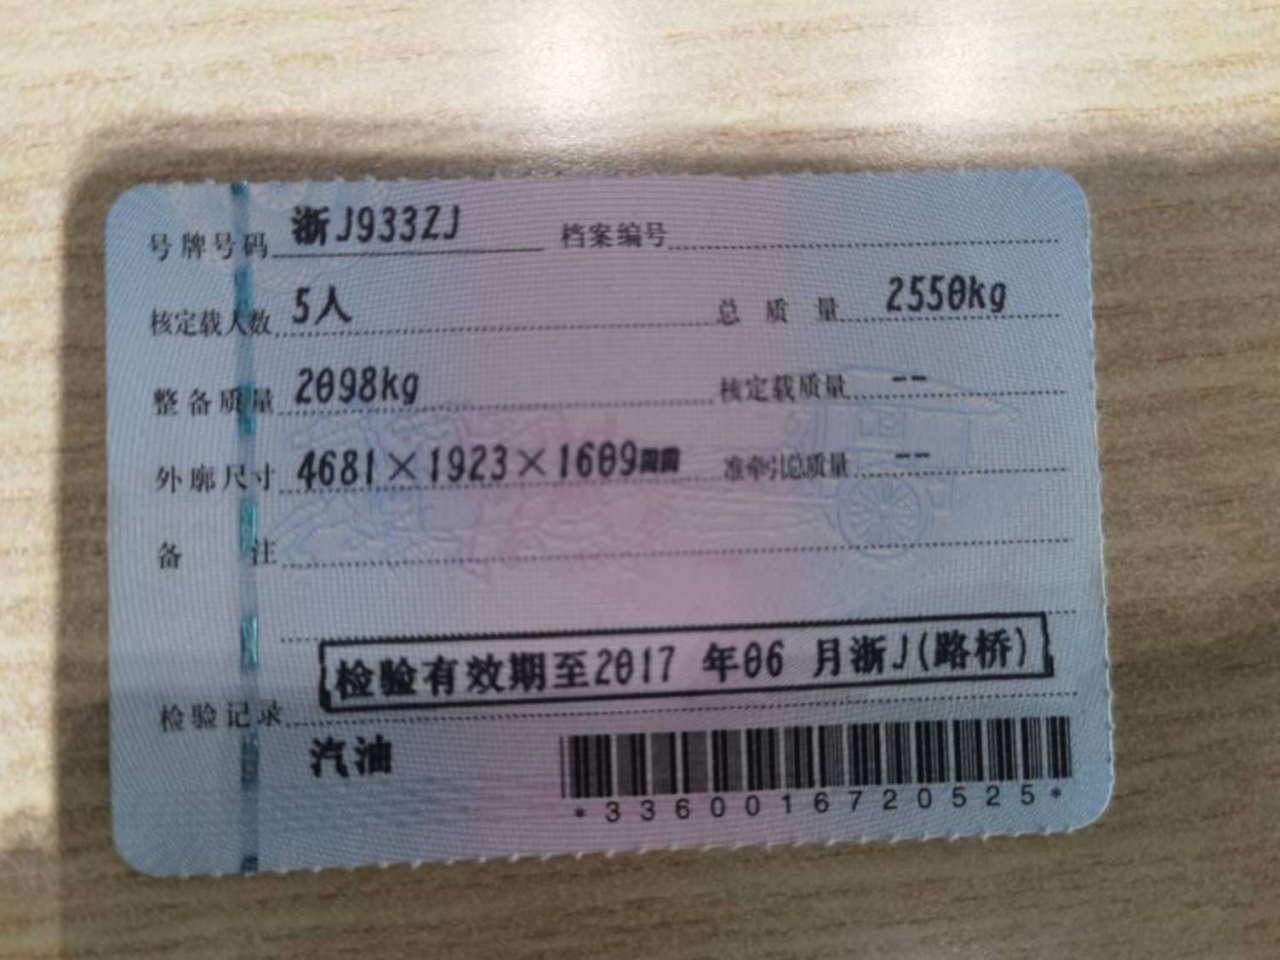 号牌号码 浙J933ZJ 档案编号
核定载人数 5人 总质量 2550kg
整备质量 2098kg 核定载质量 --
外廓尺寸 4681×1923×1609mm 准牵引总质量 --
备注
检验有效期至2017 年06 月浙J(路桥)
检验记录
汽油
*3360016720525*